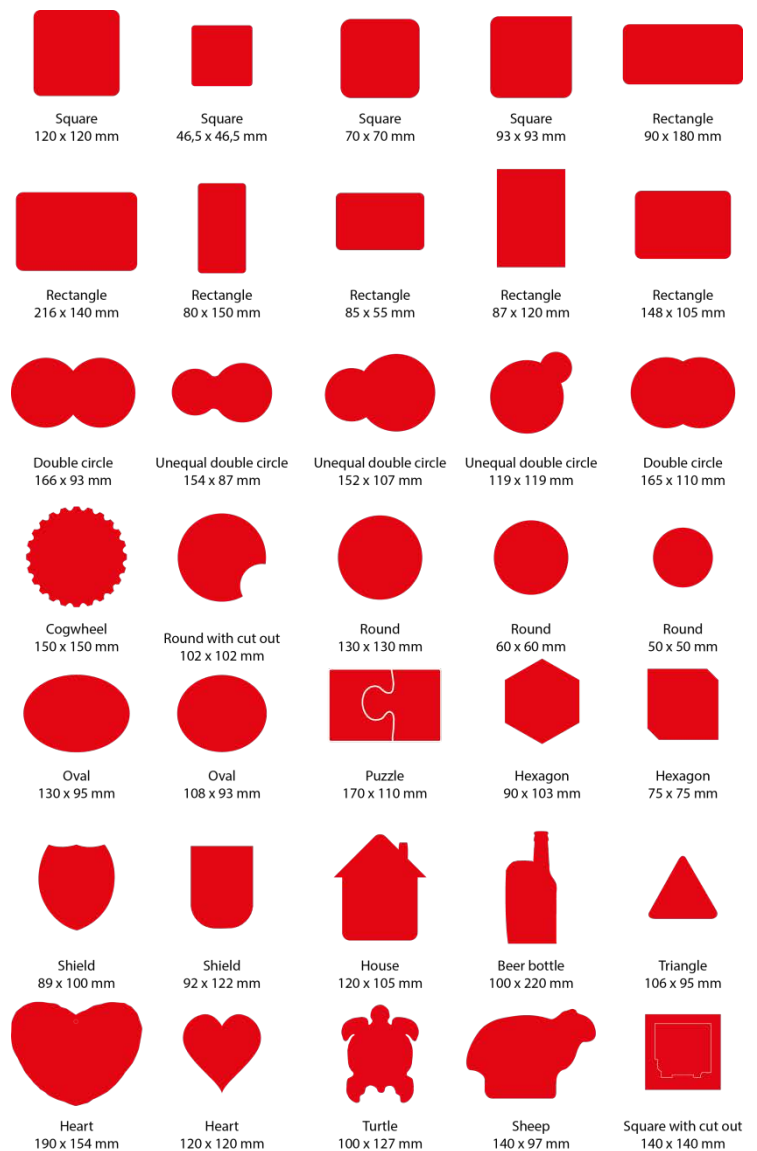 Square
120 x 120 mm
Square
46,5 x 46,5 mm
Square
70 x 70 mm
Square
93 x 93 mm
Rectangle
90 x 180 mm
Rectangle
216 x 140 mm
Rectangle
80 x 150 mm
Rectangle
85 x 55 mm
Rectangle
87 x 120 mm
Rectangle
148 x 105 mm
Double circle
166 x 93 mm
Unequal double circle
154 x 87 mm
Unequal double circle
152 x 107 mm
Unequal double circle
119 x 119 mm
Double circle
165 x 110 mm
Cogwheel
150 x 150 mm
Round with cut out
102 x 102 mm
Round
130 x 130 mm
Round
60 x 60 mm
Round
50 x 50 mm
Oval
130 x 95 mm
Oval
108 x 93 mm
Puzzle
170 x 110 mm
Hexagon
90 x 103 mm
Hexagon
75 x 75 mm
Shield
89 x 100 mm
Shield
92 x 122 mm
House
120 x 105 mm
Beer bottle
100 x 220 mm
Triangle
106 x 95 mm
Heart
190 x 154 mm
Heart
120 x 120 mm
Turtle
100 x 127 mm
Sheep
140 x 97 mm
Square with cut out
140 x 140 mm